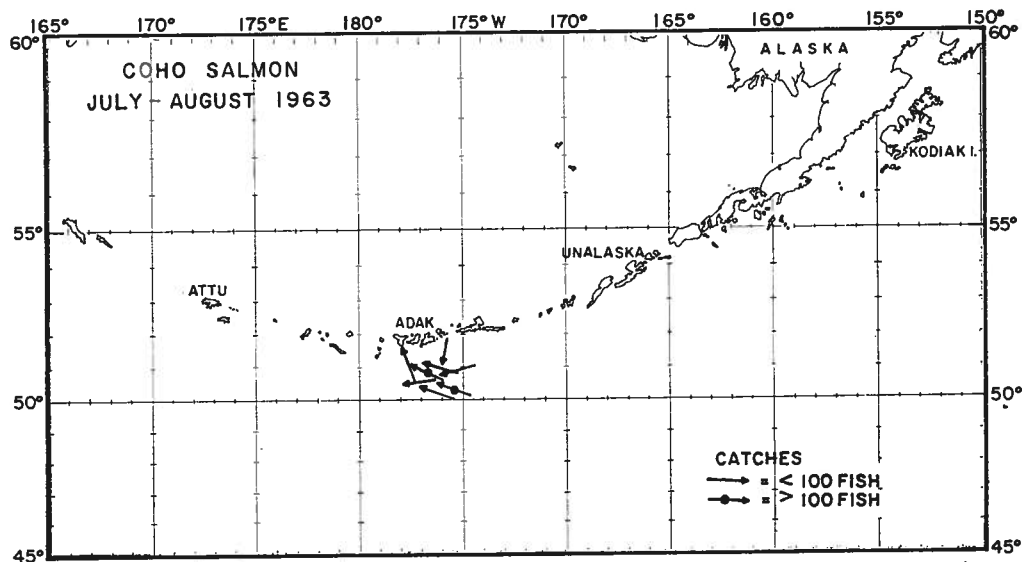 165° 170° 175°E 180° 175°W 170° 165° 160° 155° 150°
60° 60°
COHO SALMON
JULY - AUGUST 1963
ALASKA
KODIAK I.
55° 55°
UNALASKA
ATTU
ADAK
50° 50°
CATCHES
= < 100 FISH
= > 100 FISH
45° 45°